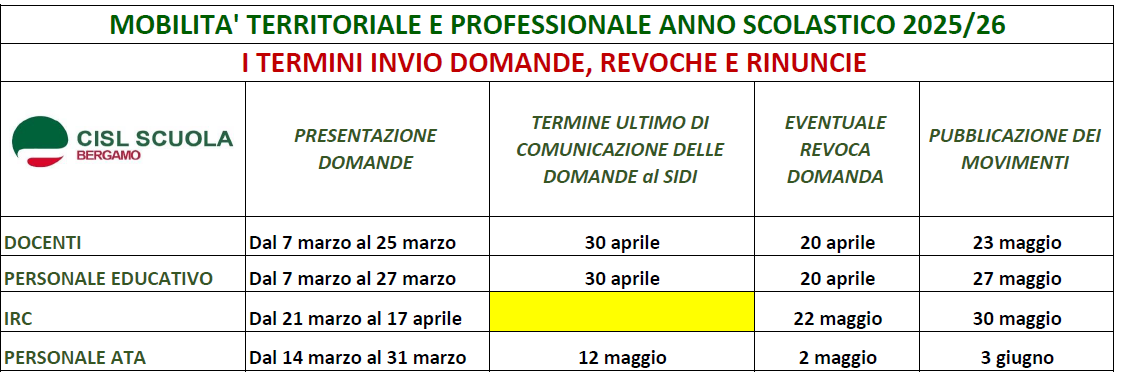 MOBILITA' TERRITORIALE E PROFESSIONALE ANNO SCOLASTICO 2025/26
I TERMINI INVIO DOMANDE, REVOCHE E RINUNCIE
CISL SCUOLA
BERGAMO
PRESENTAZIONE
DOMANDE
TERMINE ULTIMO DI
COMUNICAZIONE DELLE
DOMANDE al SIDI
EVENTUALE
REVOCA
DOMANDA
PUBBLICAZIONE DEI
MOVIMENTI
DOCENTI Dal 7 marzo al 25 marzo 30 aprile 20 aprile 23 maggio
PERSONALE EDUCATIVO Dal 7 marzo al 27 marzo 30 aprile 20 aprile 27 maggio
IRC Dal 21 marzo al 17 aprile 22 maggio 30 maggio
PERSONALE ATA Dal 14 marzo al 31 marzo 12 maggio 2 maggio 3 giugno